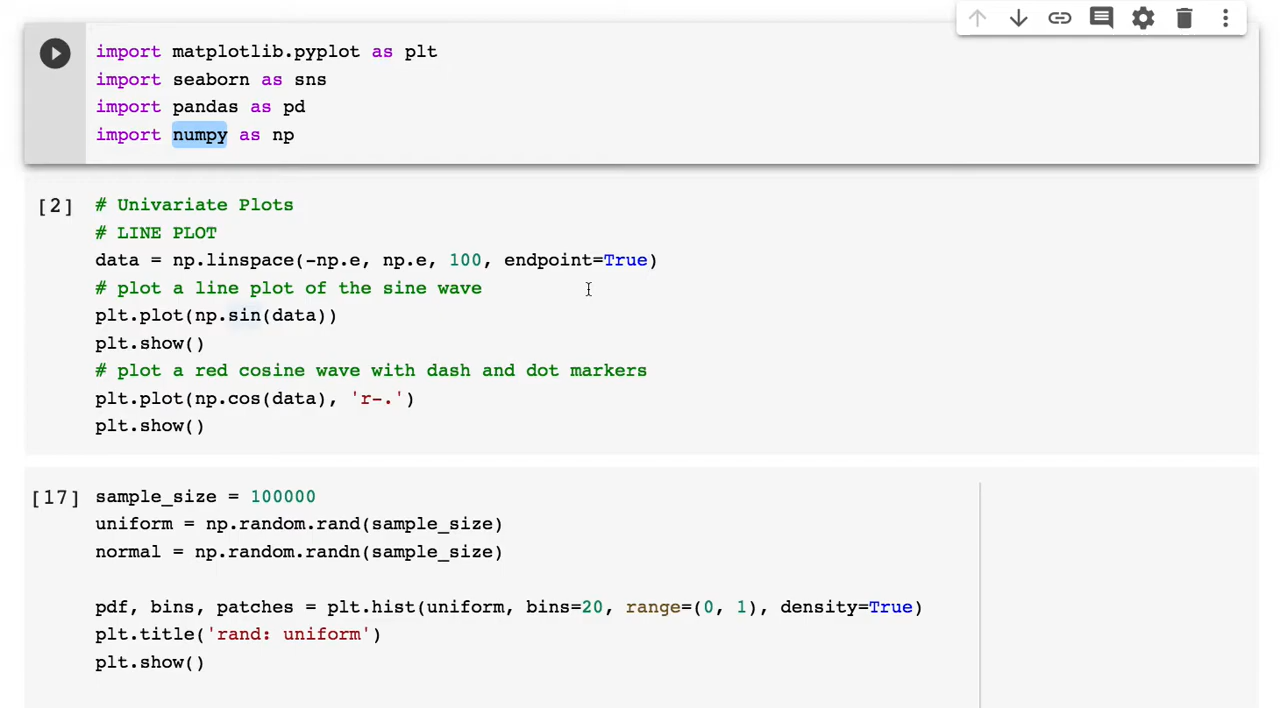 import matplotlib.pyplot as plt
import seaborn as sns
import pandas as pd
import numpy as np
[2]
# Univariate Plots
# LINE PLOT
data = np.linspace(-np.e, np.e, 100, endpoint=True)
# plot a line plot of the sine wave
plt.plot(np.sin(data))
plt.show()
# plot a red cosine wave with dash and dot markers
plt.plot(np.cos(data), 'r-.')
plt.show()
[17]
sample_size = 100000
uniform = np.random.rand(sample_size)
normal = np.random.randn(sample_size)
pdf, bins, patches = plt.hist(uniform, bins=20, range=(0, 1), density=True)
plt.title('rand: uniform')
plt.show()